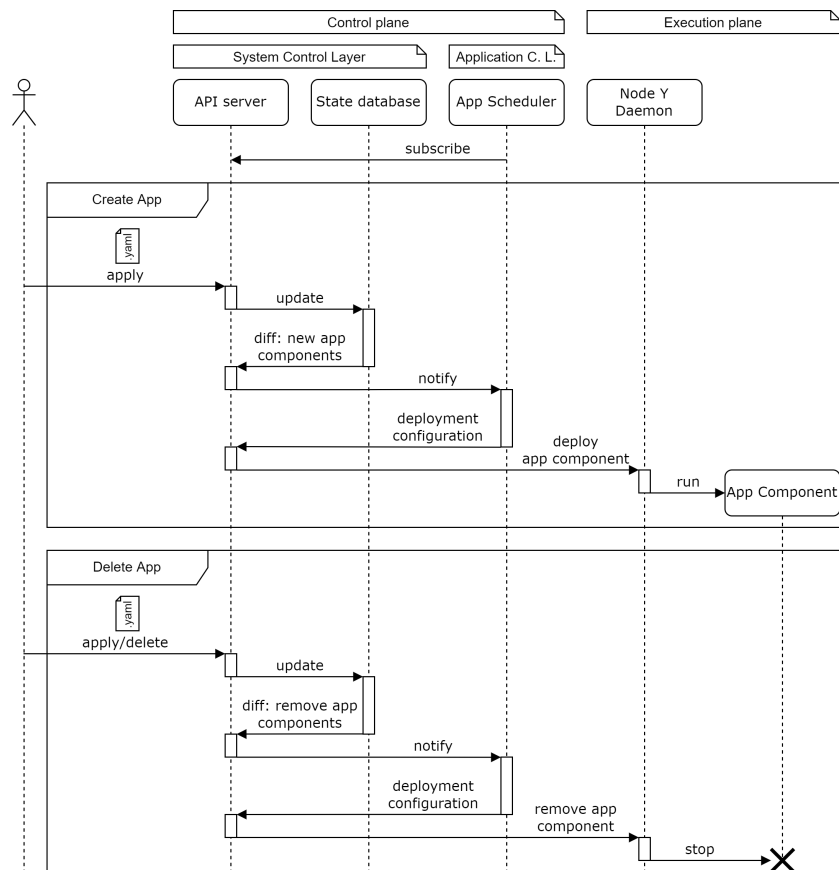 Control plane
Execution plane
System Control Layer
Application C. L.
API server
State database
App Scheduler
Node Y
Daemon
subscribe
Create App
.yaml
apply
update
diff: new app
components
notify
deployment
configuration
deploy
app component
run
App Component
Delete App
.yaml
apply/delete
update
diff: remove app
components
notify
deployment
configuration
remove app
component
stop